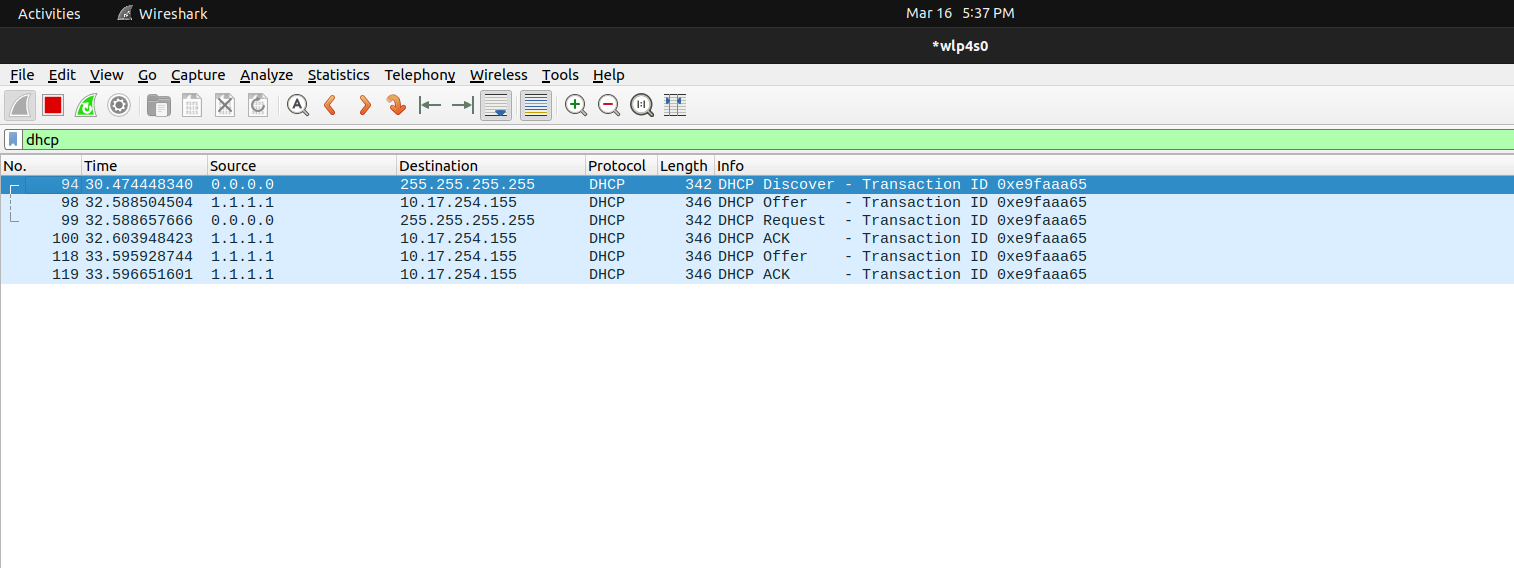 Activities Wireshark Mar 16 5:37 PM
*wlp4s0
File Edit View Go Capture Analyze Statistics Telephony Wireless Tools Help
dhcp
No. Time Source Destination Protocol Length Info
94 30.474448340 0.0.0.0 255.255.255.255 DHCP 342 DHCP Discover - Transaction ID 0xe9faaa65
98 32.588504504 1.1.1.1 10.17.254.155 DHCP 346 DHCP Offer - Transaction ID 0xe9faaa65
99 32.588657666 0.0.0.0 255.255.255.255 DHCP 342 DHCP Request - Transaction ID 0xe9faaa65
100 32.603948423 1.1.1.1 10.17.254.155 DHCP 346 DHCP ACK - Transaction ID 0xe9faaa65
118 33.595928744 1.1.1.1 10.17.254.155 DHCP 346 DHCP Offer - Transaction ID 0xe9faaa65
119 33.596651601 1.1.1.1 10.17.254.155 DHCP 346 DHCP ACK - Transaction ID 0xe9faaa65